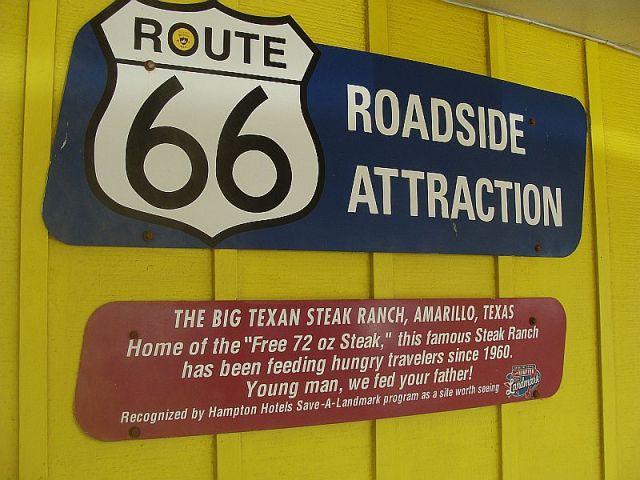 ROUTE
66
ROADSIDE
ATTRACTION
THE BIG TEXAN STEAK RANCH, AMARILLO, TEXAS
Home of the "Free 72 oz Steak," this famous Steak Ranch
has been feeding hungry travelers since 1960.
Young man, we fed your father!
Recognized by Hampton Hotels Save-A-Landmark program as a site worth seeing
Landmark